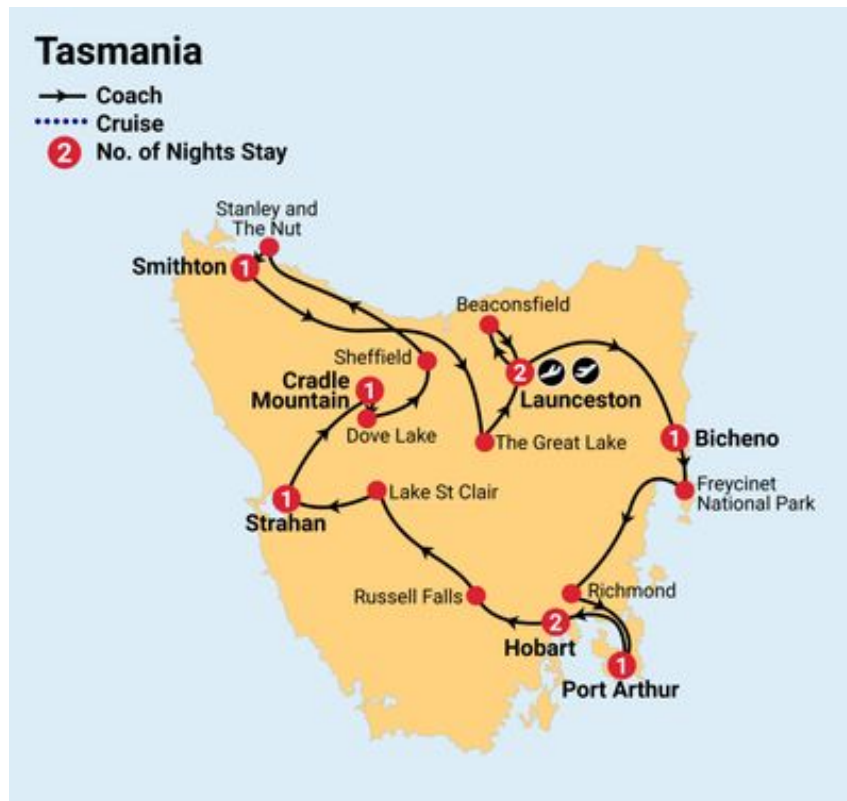 Tasmania
Coach
Cruise
2 No. of Nights Stay
Stanley and
The Nut
Smithton 1
Beaconsfield
Sheffield
2
Cradle
Mountain 1
Launceston
Dove Lake
The Great Lake
1 Bicheno
Freycinet
National Park
Lake St Clair
1
Strahan
Richmond
Russell Falls
2
Hobart
1
Port Arthur